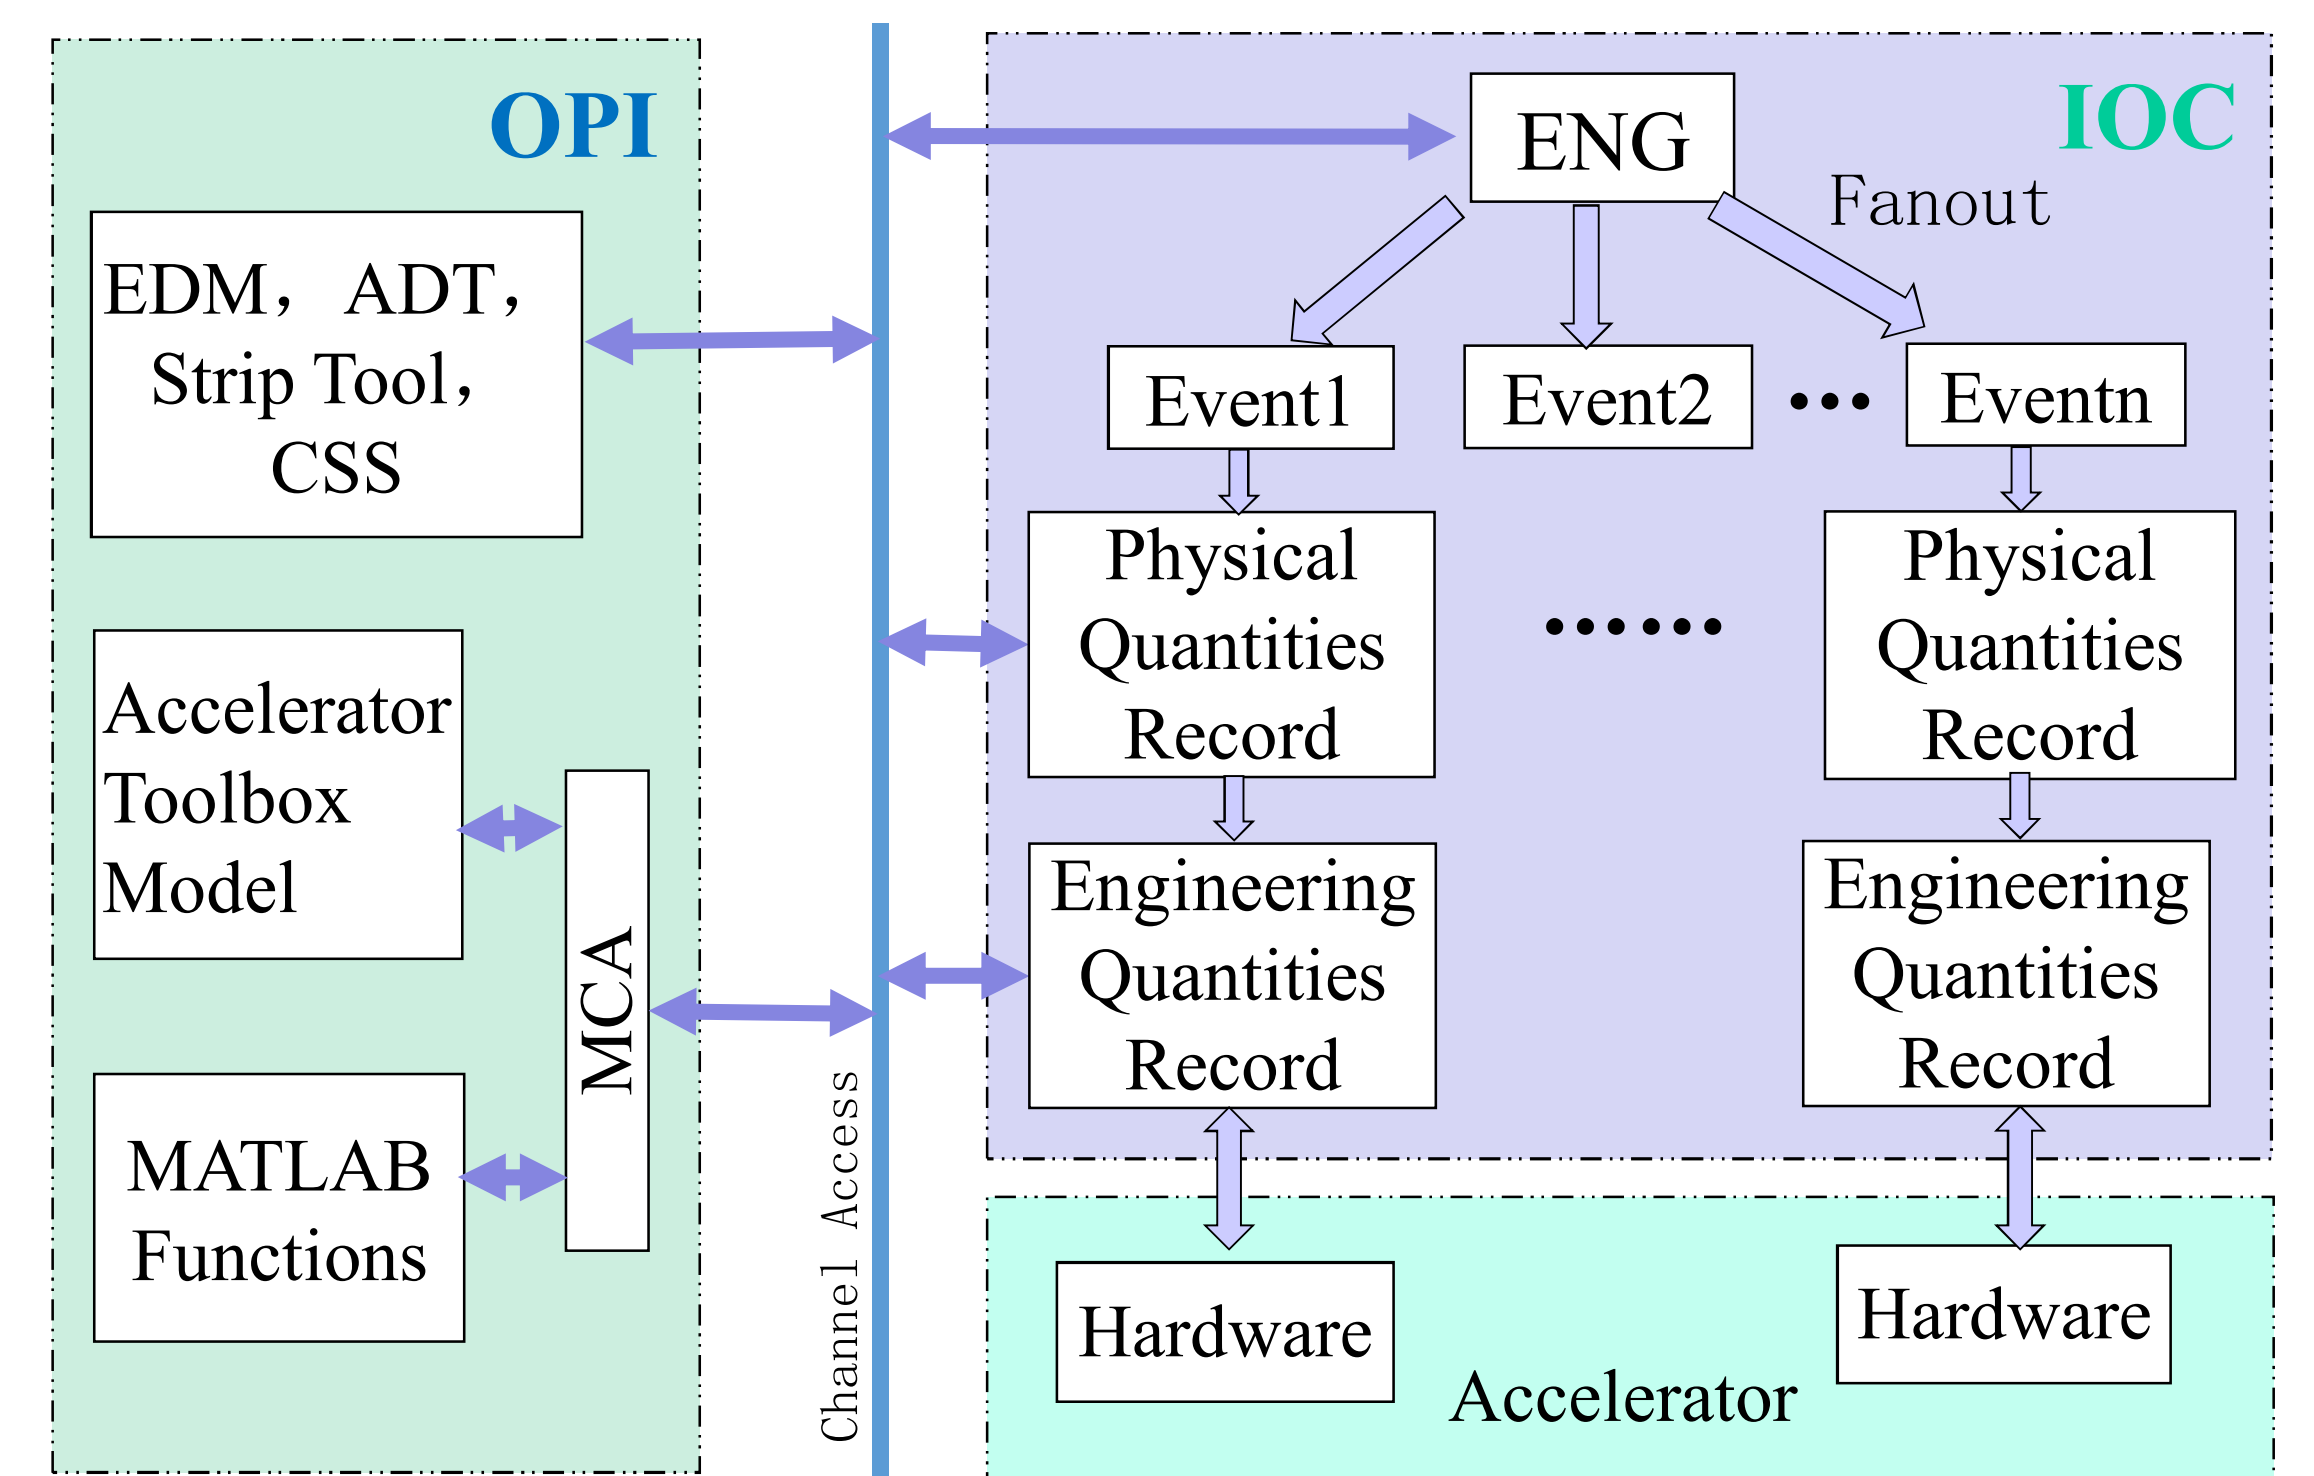 OPI
EDM，ADT，
Strip Tool，
CSS
Accelerator
Toolbox
Model
MCA
MATLAB
Functions
Channel Access
IOC
ENG
Fanout
Event1
Event2
•••
Eventn
Physical
Quantities
Record
••••••
Physical
Quantities
Record
Engineering
Quantities
Record
Engineering
Quantities
Record
Hardware
Hardware
Accelerator